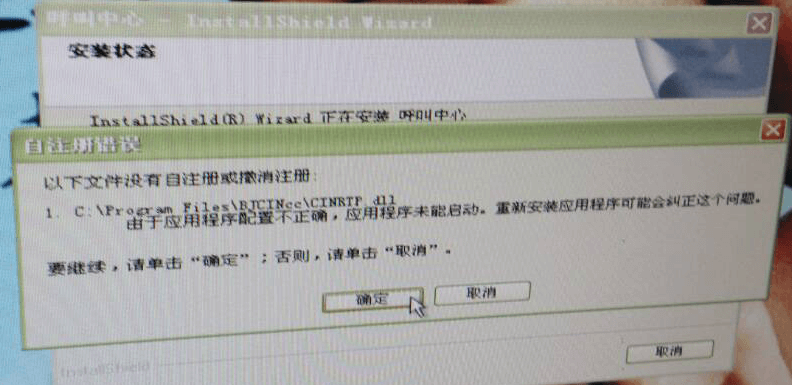 呼叫中心 - InstallShield Wizard
安装状态
InstallShield(R) Wizard 正在安装 呼叫中心
自注册错误
以下文件没有自注册或撤消注册:
1. C:\Program Files\BJCINcc\CINRTP.dll
由于应用程序配置不正确，应用程序未能启动。重新安装应用程序可能会纠正这个问题。
要继续，请单击“确定”；否则，请单击“取消”。
确定 取消
InstallShield
取消